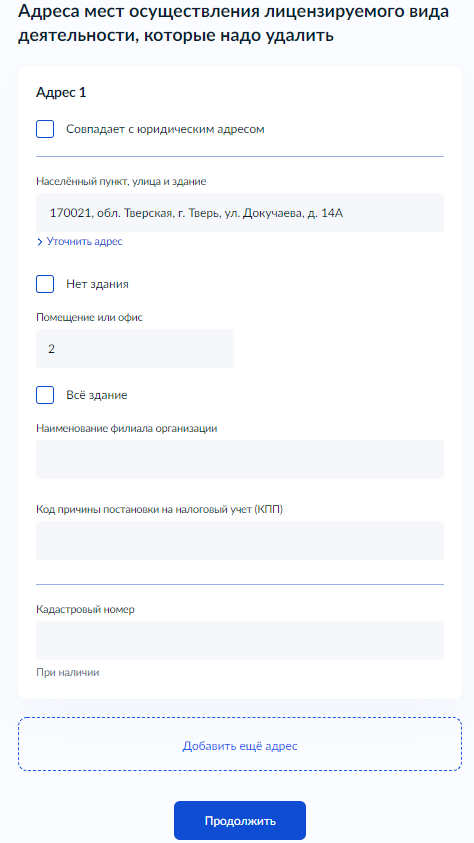 Адреса мест осуществления лицензируемого вида
деятельности, которые надо удалить
Адрес 1
Совпадает с юридическим адресом
Населённый пункт, улица и здание
170021, обл. Тверская, г. Тверь, ул. Докучаева, д. 14А
Уточнить адрес
Нет здания
Помещение или офис
2
Всё здание
Наименование филиала организации
Код причины постановки на налоговый учет (КПП)
Кадастровый номер
При наличии
Добавить ещё адрес
Продолжить